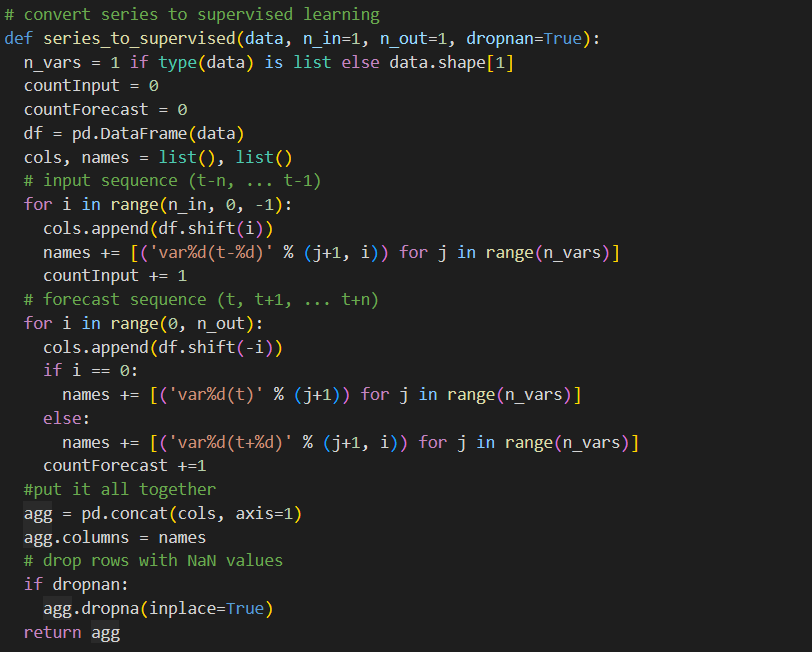 # convert series to supervised learning
def series_to_supervised(data, n_in=1, n_out=1, dropnan=True):
  n_vars = 1 if type(data) is list else data.shape[1]
  countInput = 0
  countForecast = 0
  df = pd.DataFrame(data)
  cols, names = list(), list()
  # input sequence (t-n, ... t-1)
  for i in range(n_in, 0, -1):
    cols.append(df.shift(i))
    names += [('var%d(t-%d)' % (j+1, i)) for j in range(n_vars)]
    countInput += 1
  # forecast sequence (t, t+1, ... t+n)
  for i in range(0, n_out):
    cols.append(df.shift(-i))
    if i == 0:
      names += [('var%d(t)' % (j+1)) for j in range(n_vars)]
    else:
      names += [('var%d(t+%d)' % (j+1, i)) for j in range(n_vars)]
    countForecast +=1
  #put it all together
  agg = pd.concat(cols, axis=1)
  agg.columns = names
  # drop rows with NaN values
  if dropnan:
    agg.dropna(inplace=True)
  return agg